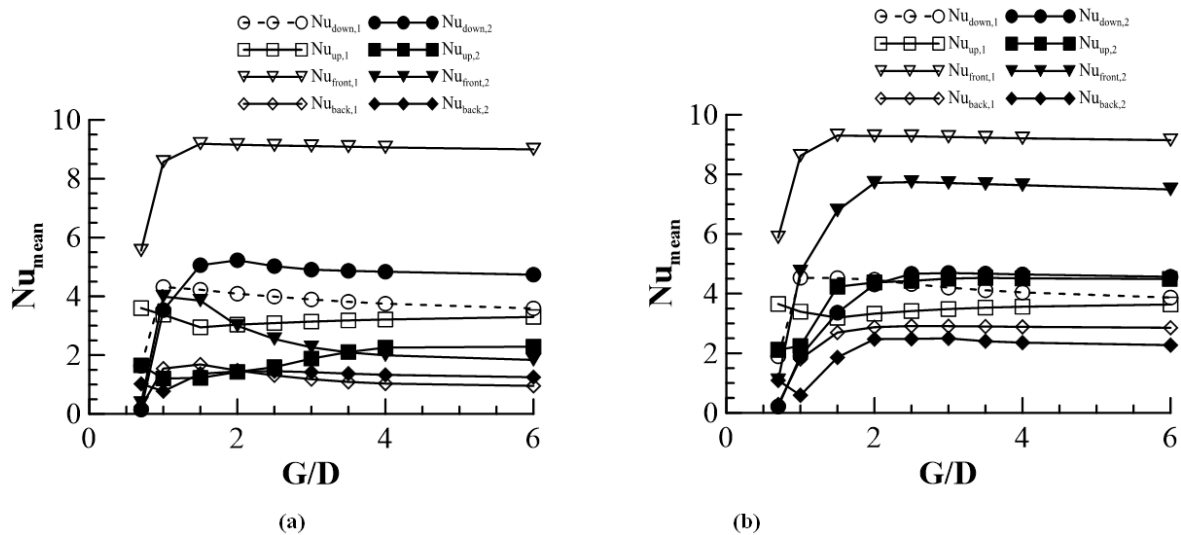 Nu_down,1 Nu_down,2
Nu_up,1 Nu_up,2
Nu_front,1 Nu_front,2
Nu_back,1 Nu_back,2
10
8
6
4
2
0
Nu_mean
0 2 4 6
G/D
(a)
Nu_down,1 Nu_down,2
Nu_up,1 Nu_up,2
Nu_front,1 Nu_front,2
Nu_back,1 Nu_back,2
10
8
6
4
2
0
Nu_mean
0 2 4 6
G/D
(b)